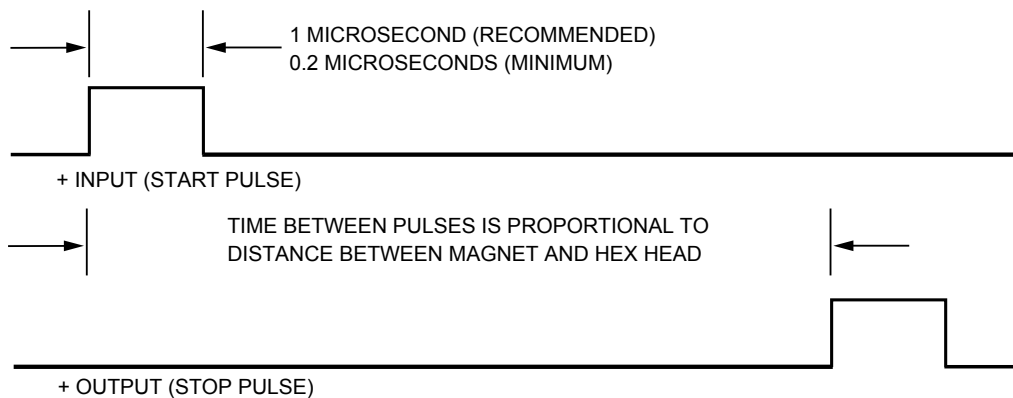 1 MICROSECOND (RECOMMENDED)
0.2 MICROSECONDS (MINIMUM)
+ INPUT (START PULSE)
TIME BETWEEN PULSES IS PROPORTIONAL TO
DISTANCE BETWEEN MAGNET AND HEX HEAD
+ OUTPUT (STOP PULSE)